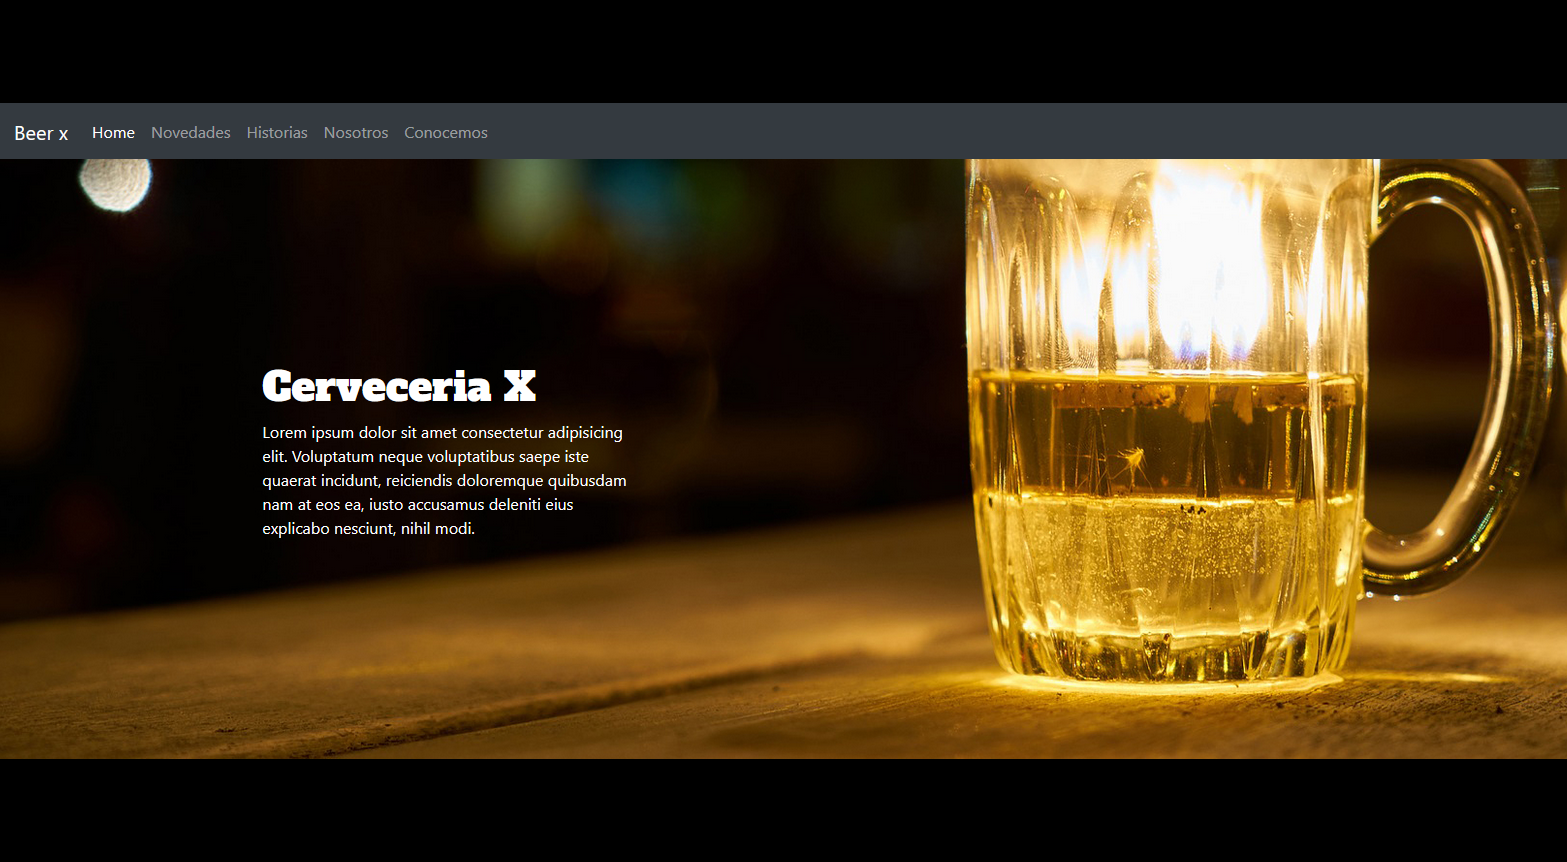 Beer x Home Novedades Historias Nosotros Conocemos
Cerveceria X
Lorem ipsum dolor sit amet consectetur adipisicing
elit. Voluptatum neque voluptatibus saepe iste
quaerat incidunt, reiciendis doloremque quibusdam
nam at eos ea, iusto accusamus deleniti eius
explicabo nesciunt, nihil modi.